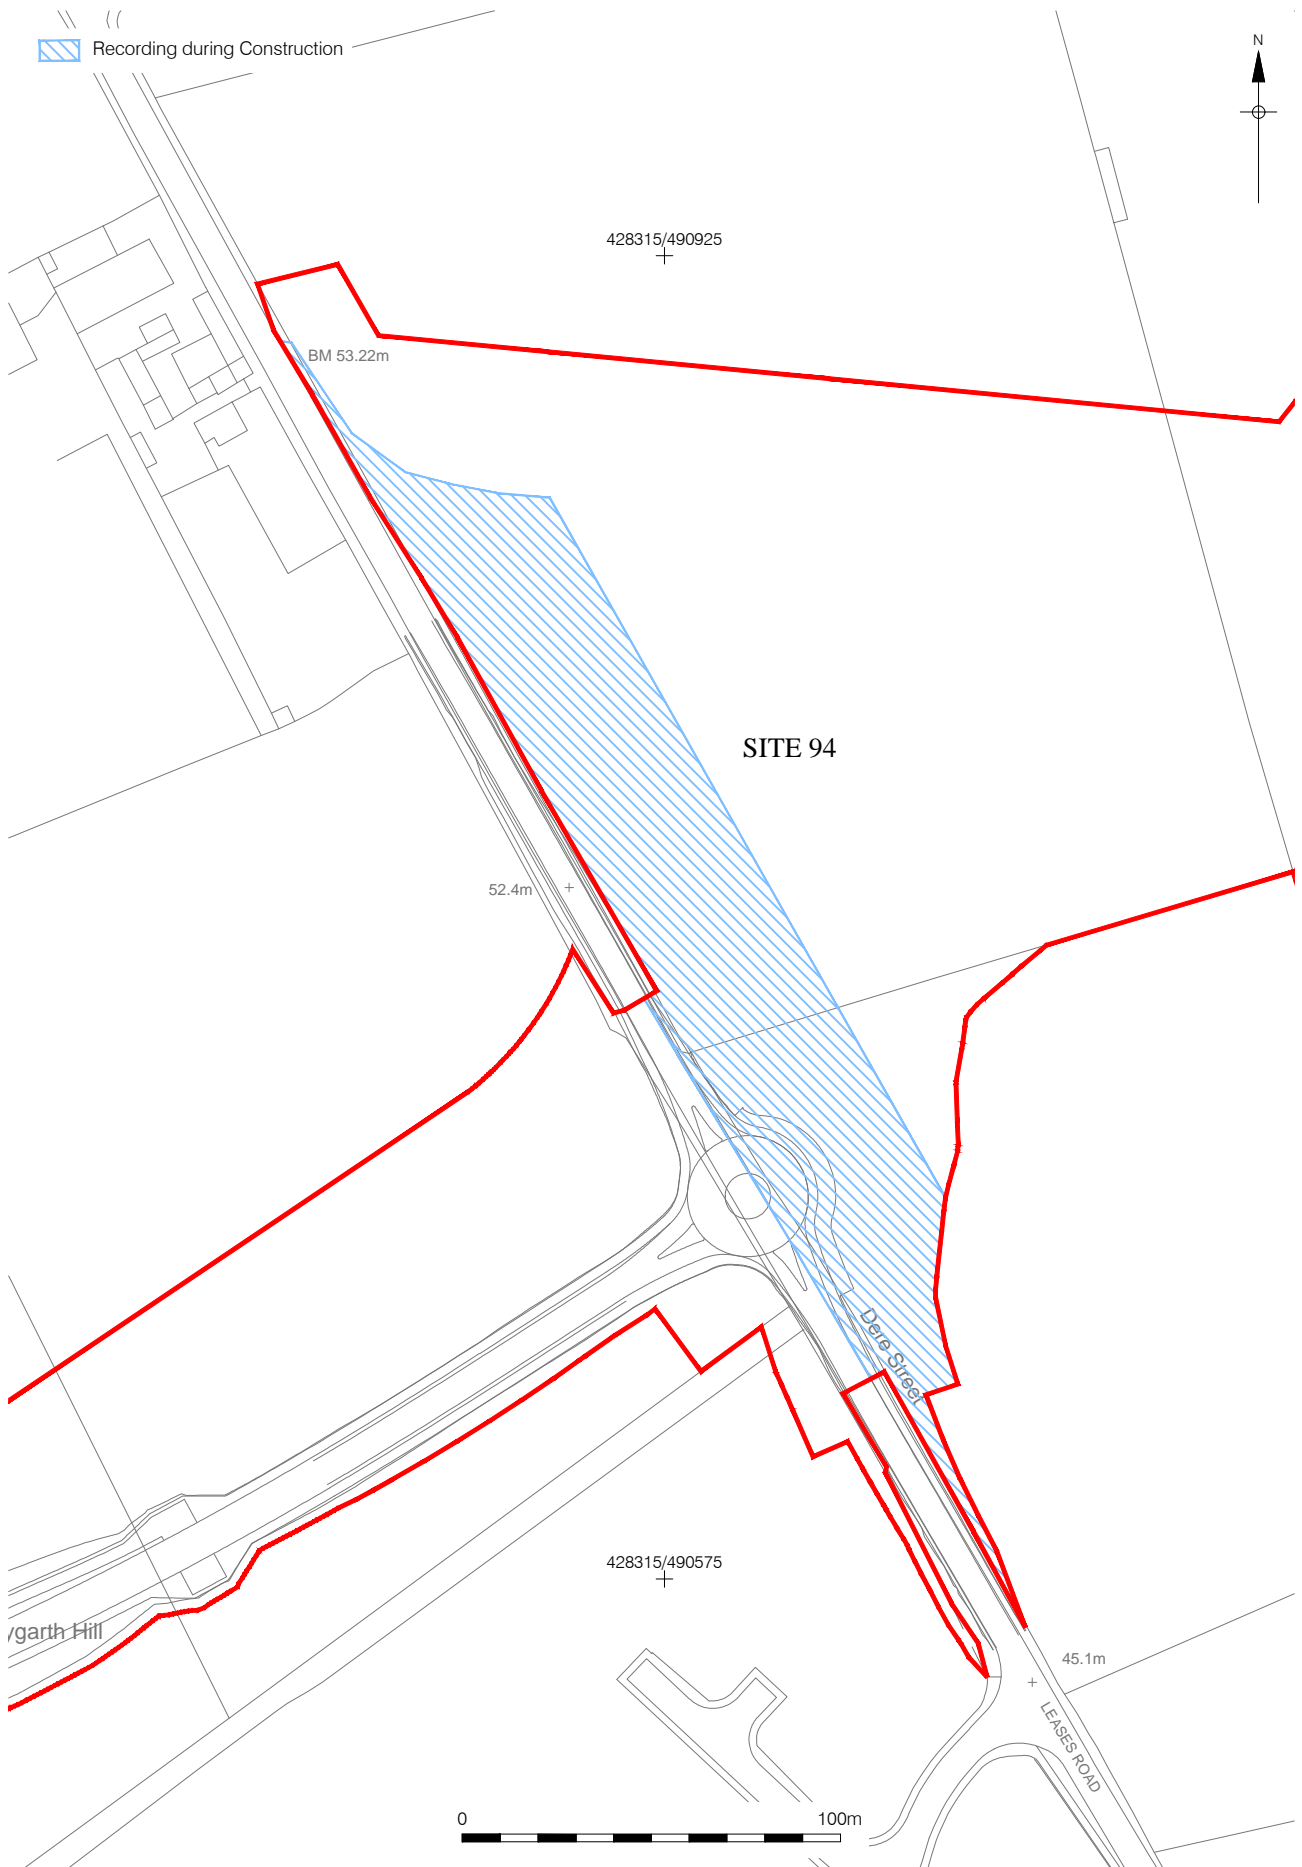 Recording during Construction
N
428315/490925
BM 53.22m
SITE 94
52.4m
Dere Street
428315/490575
ygarth Hill
45.1m
LEASES ROAD
0 100m